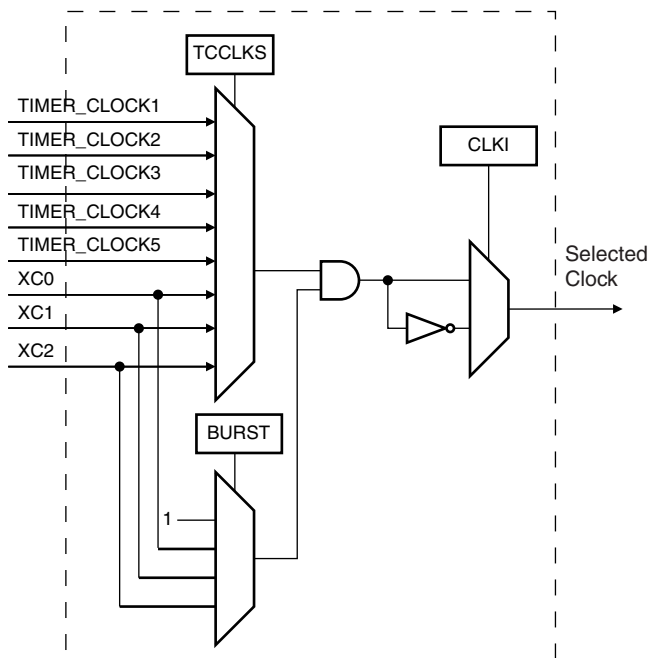 TCCLKS
TIMER_CLOCK1
TIMER_CLOCK2
TIMER_CLOCK3
TIMER_CLOCK4
TIMER_CLOCK5
XC0
XC1
XC2
CLKI
Selected
Clock
BURST
1